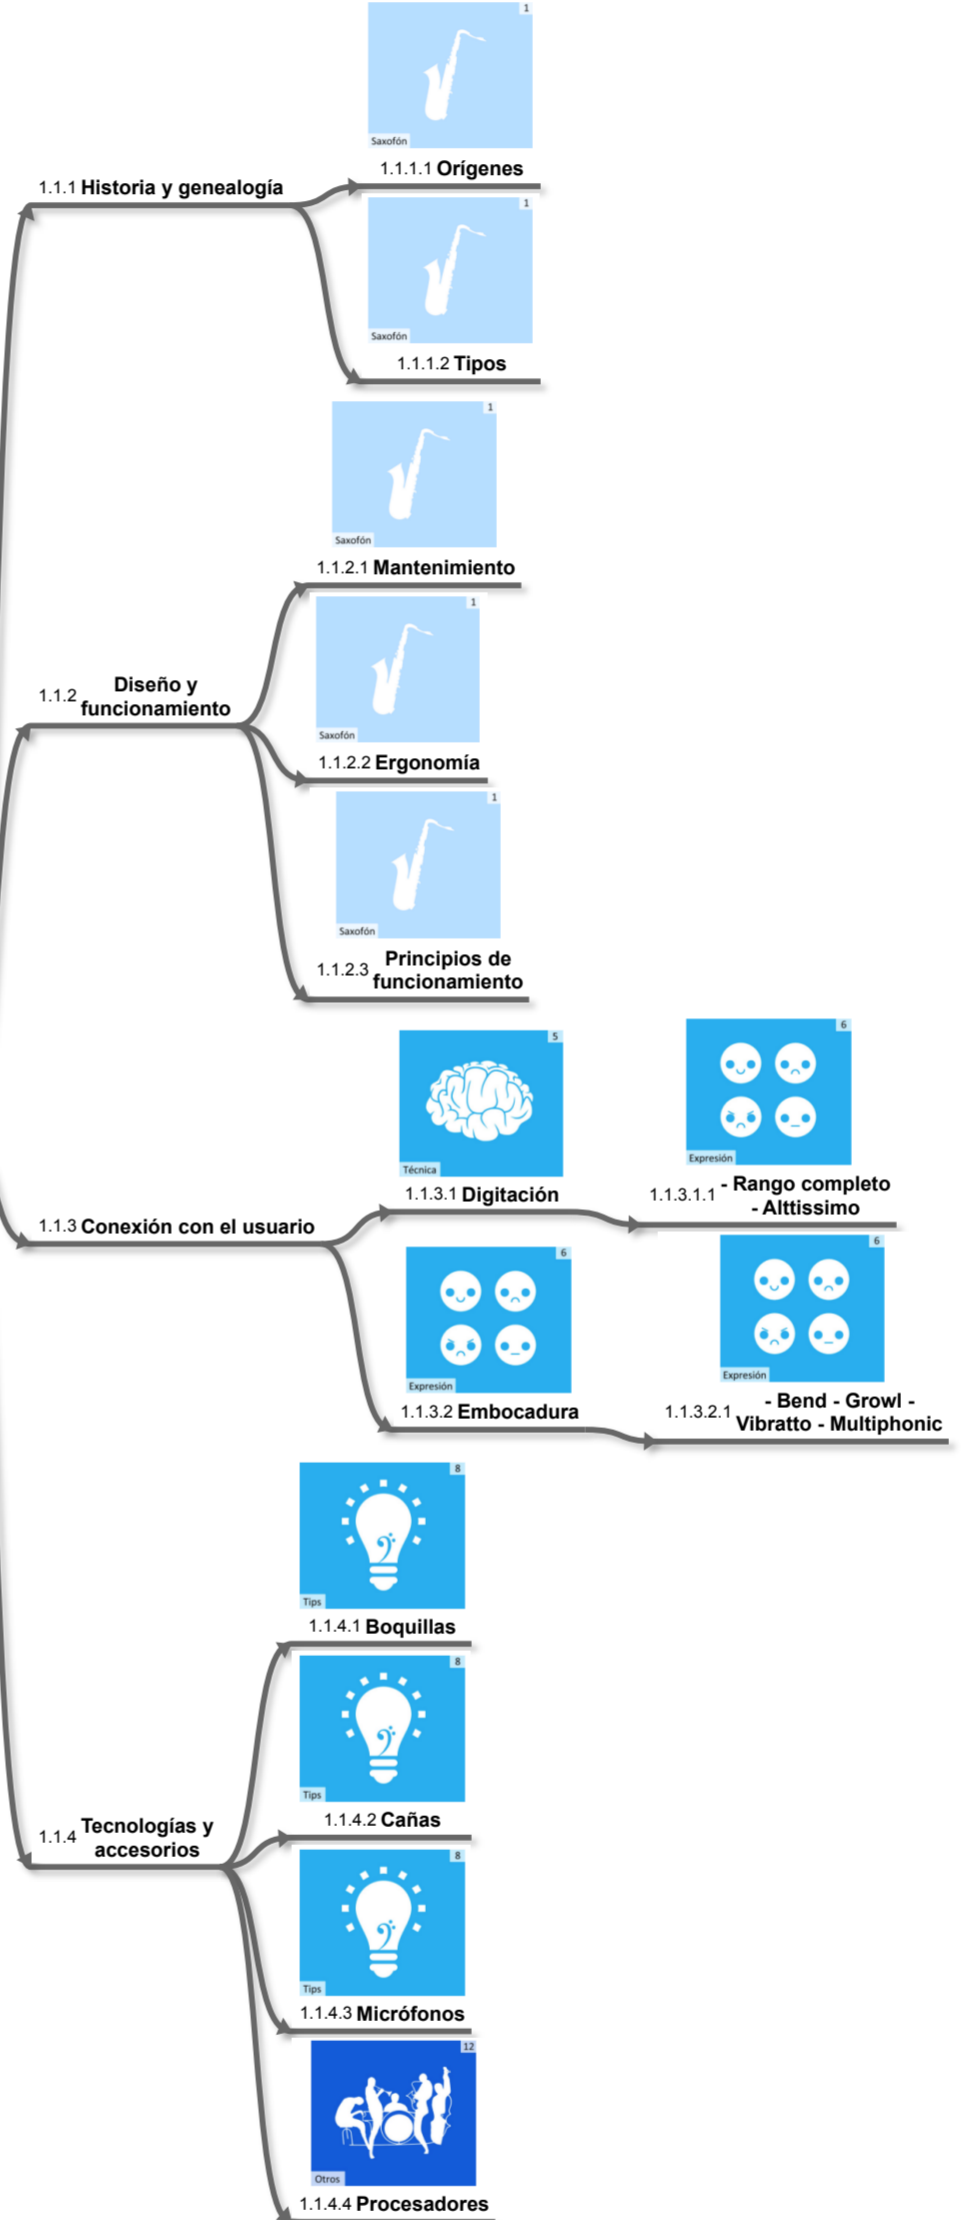 1
Saxofón
1.1.1.1 Orígenes
1.1.1 Historia y genealogía
1
Saxofón
1.1.1.2 Tipos
1
Saxofón
1.1.2.1 Mantenimiento
1
Saxofón
1.1.2 Diseño y
funcionamiento
1.1.2.2 Ergonomía
1
Saxofón
1.1.2.3 Principios de
funcionamiento
5
Técnica
1.1.3.1 Digitación
6
Expresión
1.1.3.1.1 - Rango completo
- Alttissimo
1.1.3 Conexión con el usuario
6
Expresión
1.1.3.2 Embocadura
6
Expresión
1.1.3.2.1 - Bend - Growl -
Vibratto - Multiphonic
8
Tips
1.1.4.1 Boquillas
8
Tips
1.1.4.2 Cañas
1.1.4 Tecnologías y
accesorios
8
Tips
1.1.4.3 Micrófonos
12
Otros
1.1.4.4 Procesadores